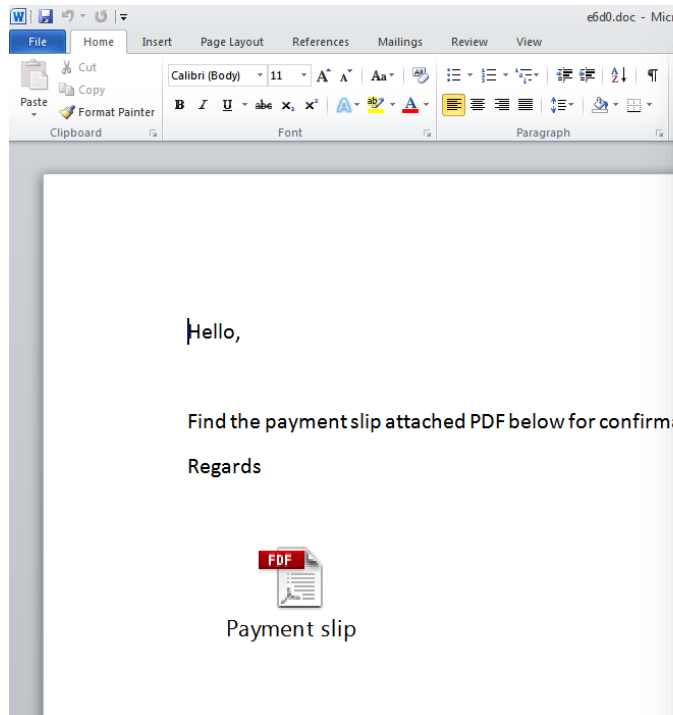 e6d0.doc - Mic
File Home Insert Page Layout References Mailings Review View
Paste
Cut
Copy
Format Painter
Calibri (Body) 11
Clipboard Font Paragraph
Hello,
Find the payment slip attached PDF below for confirma
Regards
FDF
Payment slip